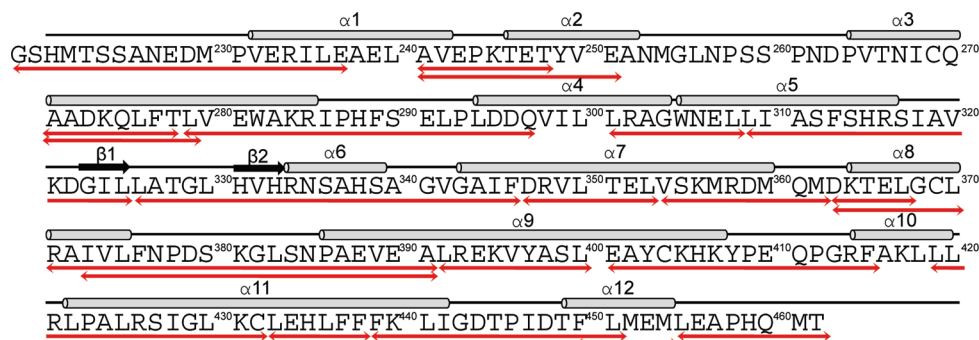 α1 α2 α3
GSHMTSSANEDM²³⁰PVERILEAEL²⁴⁰AVEPKTETYV²⁵⁰EANMGLNPSS²⁶⁰PNDPVTNICQ²⁷⁰
α4 α5
AADKQLFTLV²⁸⁰EWAKRIPHFS²⁹⁰ELPLDDQVIL³⁰⁰LRAGWNELLI³¹⁰ASFSHRSIAV³²⁰
β1 β2 α6 α7 α8
KDGILLATGL³³⁰HVHRNSAHSA³⁴⁰GVGAIFDRVL³⁵⁰TELVSKMRDM³⁶⁰QMDKTELGCL³⁷⁰
α9 α10
RAIVLFNPDS³⁸⁰KGLSNPAEVE³⁹⁰ALREKVYASL⁴⁰⁰EAYCKHKYPE⁴¹⁰QPGRFAKLLL⁴²⁰
α11 α12
RLPALRSIGL⁴³⁰KCLEHLFFFK⁴⁴⁰LIGDTPIDTF⁴⁵⁰LMEMLEAPHQ⁴⁶⁰MT